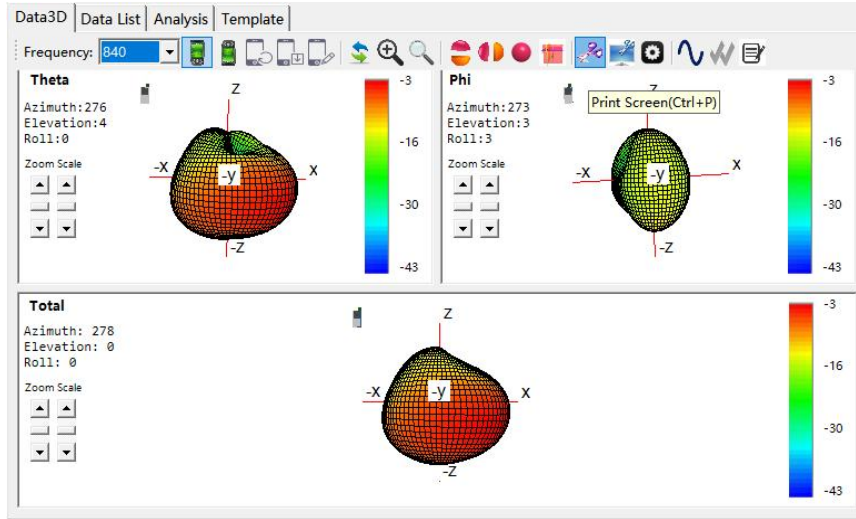 Data3D Data List Analysis Template
Frequency: 840
Theta
Azimuth:276
Elevation:4
Roll:0
Zoom Scale
Z
-X
X
-y
-Z
-3
-16
-30
-43
Phi
Azimuth:273
Elevation:3
Roll:3
Zoom Scale
Print Screen(Ctrl+P)
Z
-X
X
-y
-Z
-3
-16
-30
-43
Total
Azimuth: 278
Elevation: 0
Roll: 0
Zoom Scale
Z
-X
X
-y
-Z
-3
-16
-30
-43